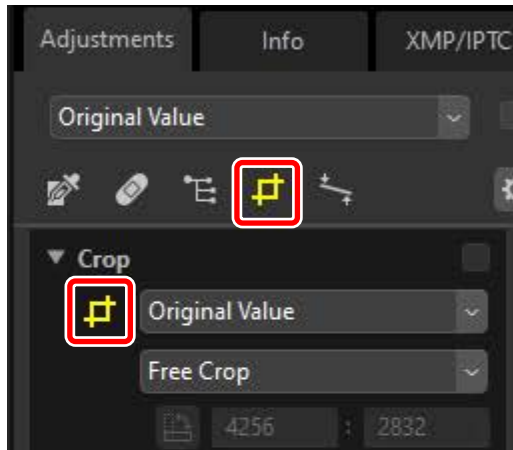 Adjustments Info XMP/IPTC
Original Value
Crop
Original Value
Free Crop
4256 : 2832